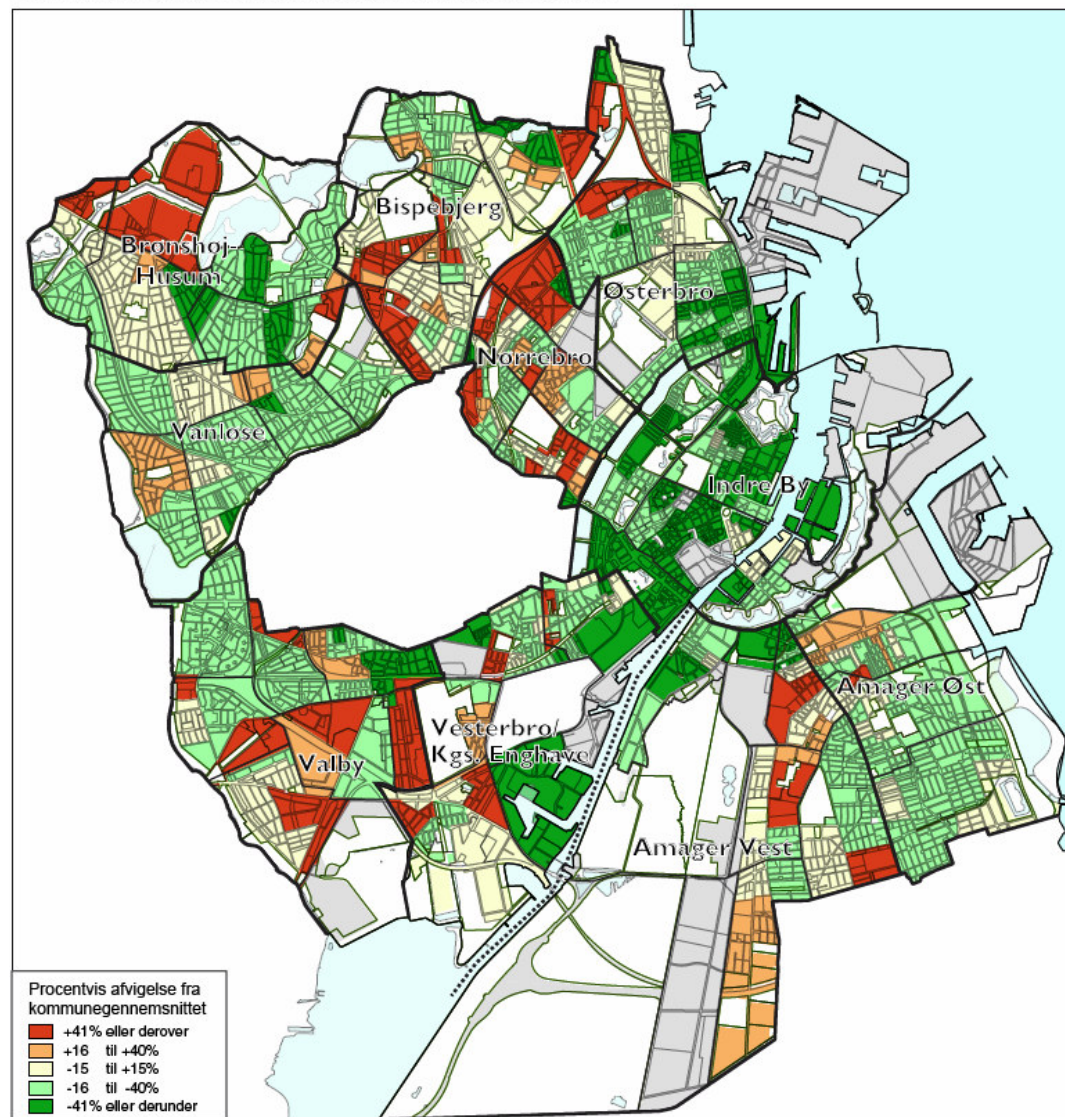 Bispebjerg
Brønshøj-
Husum
Østerbro
Nørrebro
Vanløse
Indre By
Amager Øst
Vesterbro/
Kgs. Enghave
Valby
Amager Vest
Procentvis afvigelse fra
kommunegennemsnittet
+41% eller derover
+16 til +40%
-15 til +15%
-16 til -40%
-41% eller derunder